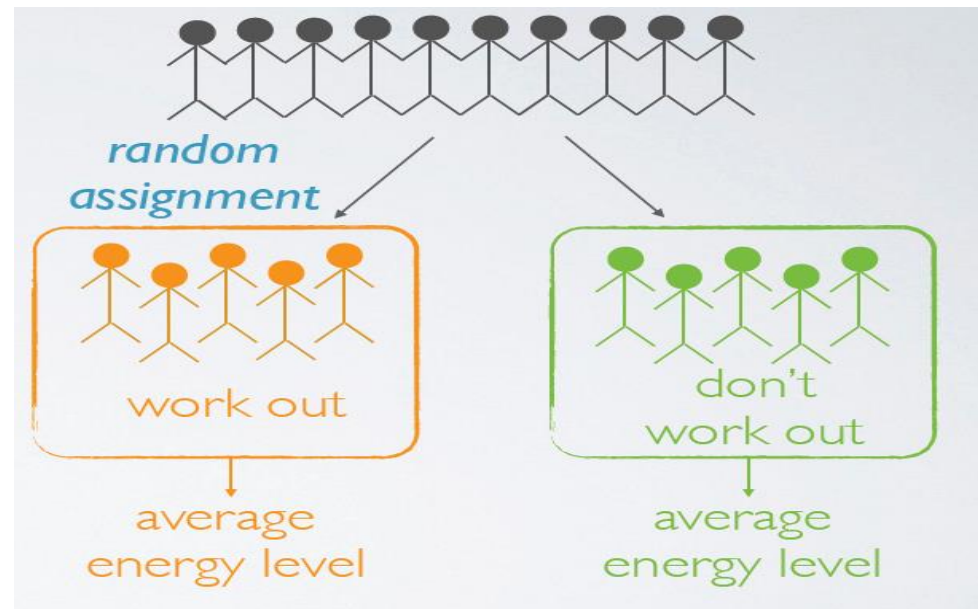 random
assignment
work out
don't
work out
average
energy level
average
energy level